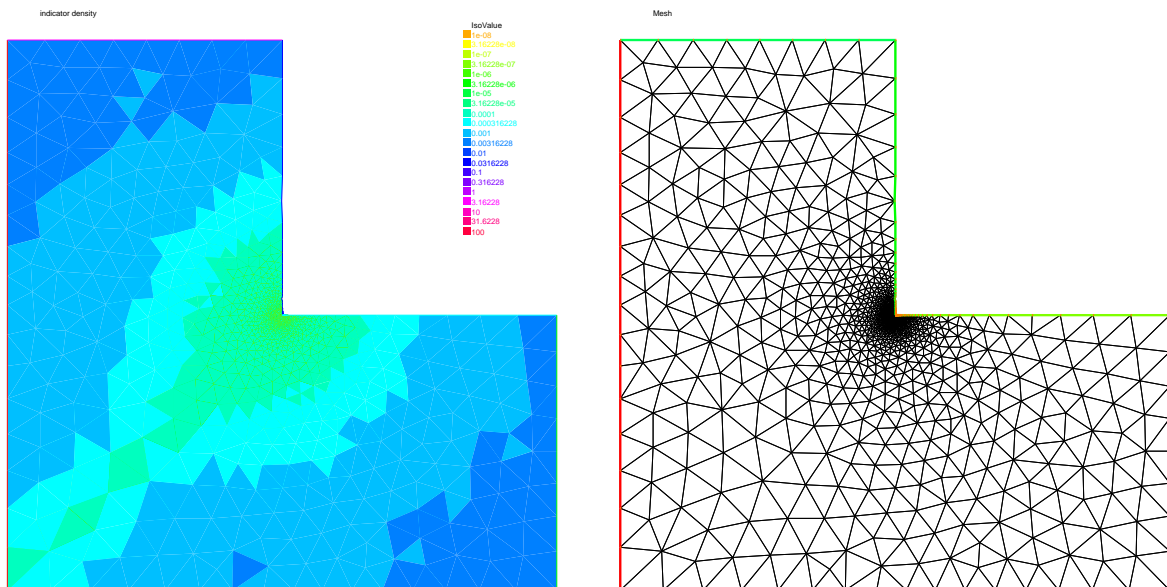 indicator density
IsoValue
1e-08
3.16228e-08
1e-07
3.16228e-07
1e-06
3.16228e-06
1e-05
3.16228e-05
0.0001
0.000316228
0.001
0.00316228
0.01
0.0316228
0.1
0.316228
1
3.16228
10
31.6228
100
Mesh